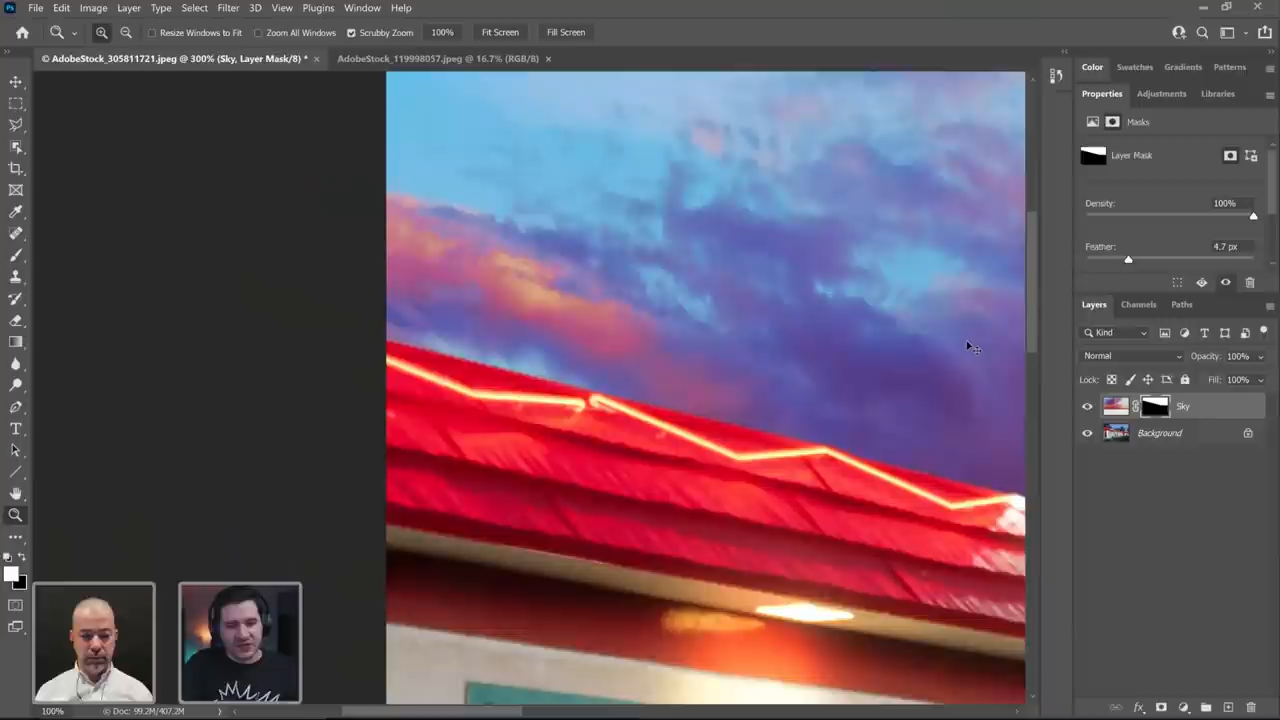 Ps File Edit Image Layer Type Select Filter 3D View Plugins Window Help
Resize Windows to Fit Zoom All Windows Scrubby Zoom 100% Fit Screen Fill Screen
© AdobeStock_305811721.jpeg @ 300% (Sky, Layer Mask/8) * × AdobeStock_119998057.jpeg @ 16.7% (RGB/8) ×
Color Swatches Gradients Patterns
Properties Adjustments Libraries
Masks
Layer Mask
Density: 100%
Feather: 4.7 px
Layers Channels Paths
Kind
Normal Opacity: 100%
Lock: Fill: 100%
Sky
Background
100% © Doc: 99.2M/407.2M